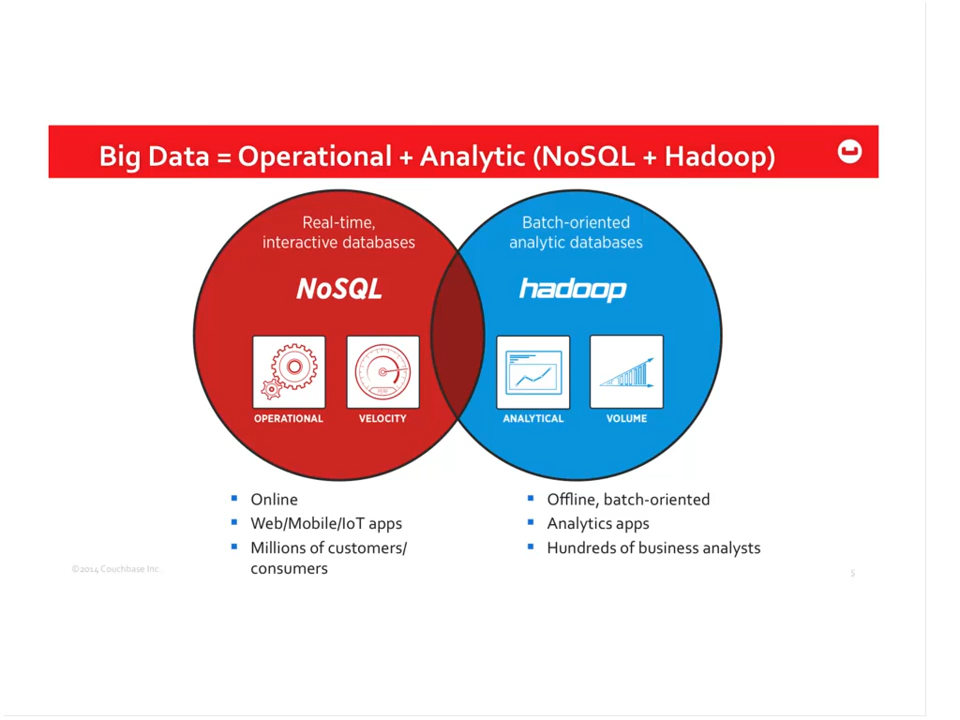 Big Data = Operational + Analytic (NoSQL + Hadoop)
Real-time,
interactive databases
NoSQL
OPERATIONAL
VELOCITY
Batch-oriented
analytic databases
hadoop
ANALYTICAL
VOLUME
Online
Web/Mobile/IoT apps
Millions of customers/
consumers
Offline, batch-oriented
Analytics apps
Hundreds of business analysts
©2014 Couchbase Inc.
5